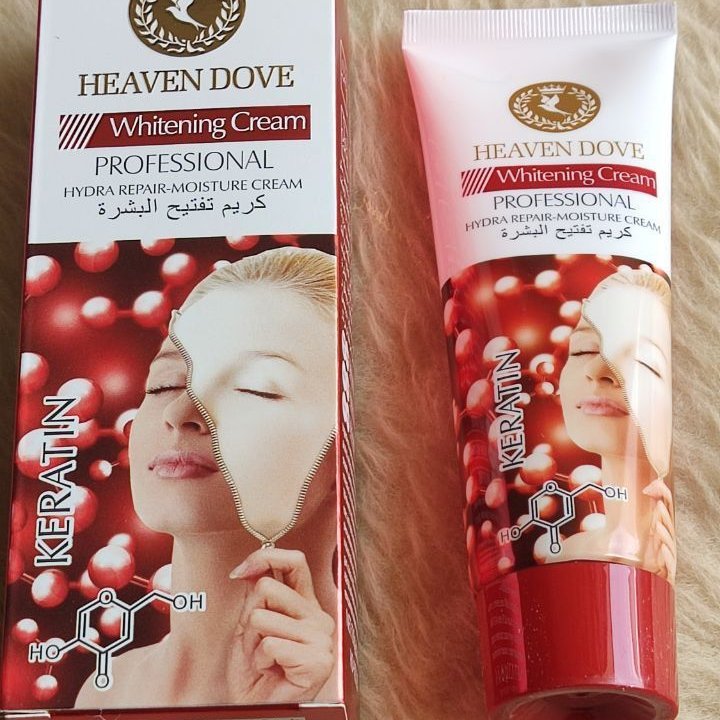 HEAVEN DOVE
Whitening Cream
PROFESSIONAL
HYDRA REPAIR-MOISTURE CREAM
كريم تفتيح البشرة
KERATIN
OH
O
HO
O
HEAVEN DOVE
Whitening Cream
PROFESSIONAL
HYDRA REPAIR-MOISTURE CREAM
كريم تفتيح البشرة
KERATIN
OH
O
HO
O